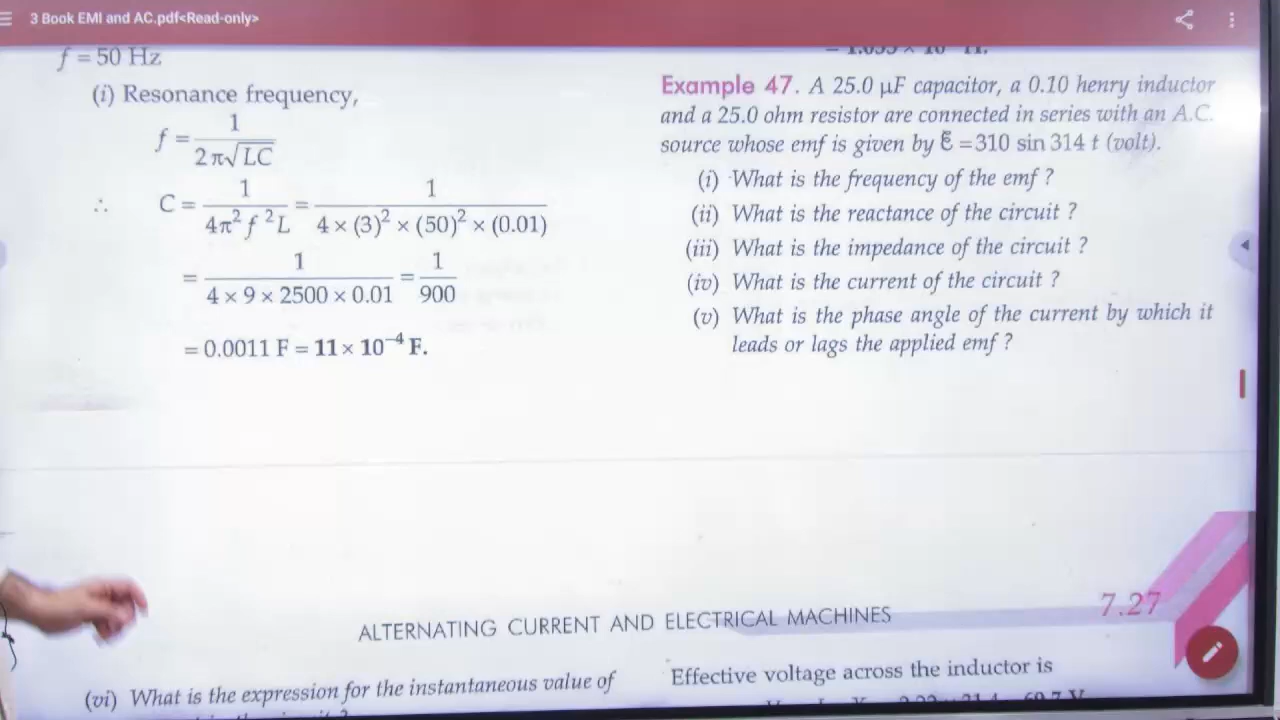 3 Book EMI and AC.pdf<Read-only>
f = 50 Hz
(i) Resonance frequency,
f = 1 / 2π√LC
∴ C = 1 / 4π² f² L = 1 / 4 × (3)² × (50)² × (0.01)
= 1 / 4 × 9 × 2500 × 0.01 = 1 / 900
= 0.0011 F = 11 × 10⁻⁴ F.
Example 47. A 25.0 μF capacitor, a 0.10 henry inductor
and a 25.0 ohm resistor are connected in series with an A.C.
source whose emf is given by ℰ = 310 sin 314 t (volt).
(i) What is the frequency of the emf ?
(ii) What is the reactance of the circuit ?
(iii) What is the impedance of the circuit ?
(iv) What is the current of the circuit ?
(v) What is the phase angle of the current by which it
leads or lags the applied emf ?
ALTERNATING CURRENT AND ELECTRICAL MACHINES
7.27
(vi) What is the expression for the instantaneous value of
Effective voltage across the inductor is